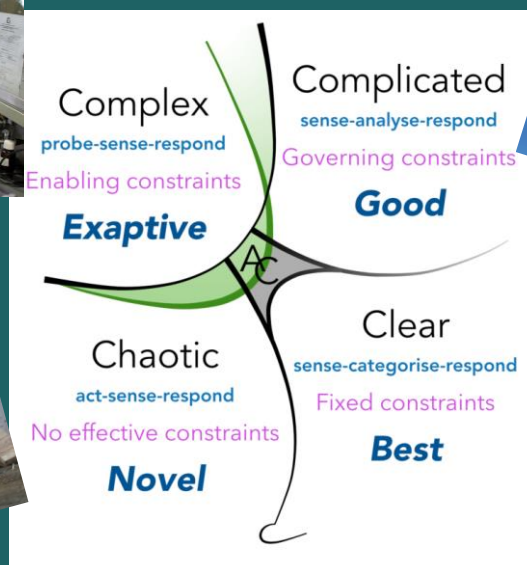 Complex
probe-sense-respond
Enabling constraints
Exaptive
Complicated
sense-analyse-respond
Governing constraints
Good
A
C
Chaotic
act-sense-respond
No effective constraints
Novel
Clear
sense-categorise-respond
Fixed constraints
Best